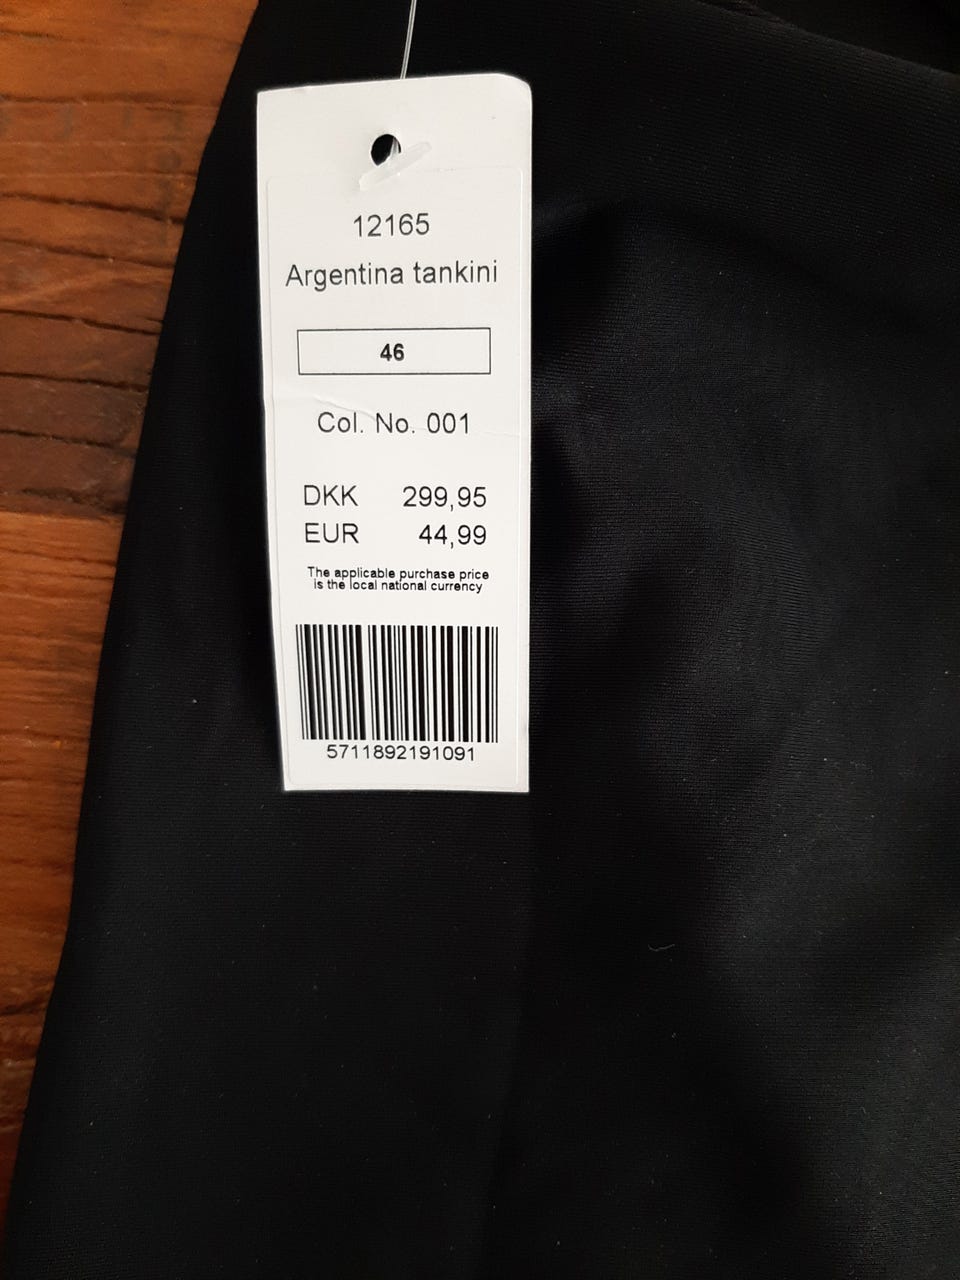 12165
Argentina tankini
46
Col. No. 001
DKK 299,95
EUR 44,99
The applicable purchase price
is the local national currency
5711892191091